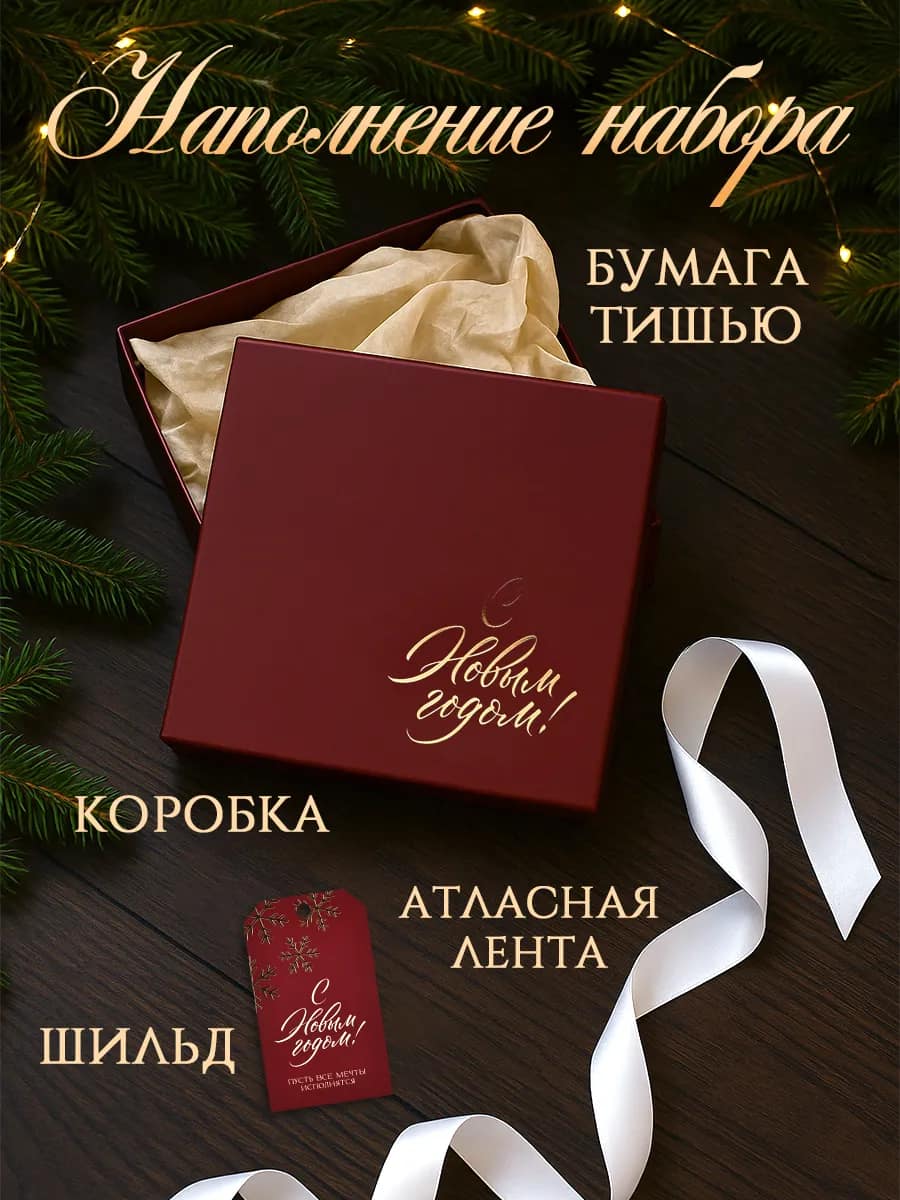 Наполнение набора
БУМАГА
ТИШЬЮ
С
Новым
годом!
КОРОБКА
АТЛАСНАЯ
ЛЕНТА
ШИЛЬД
С
Новым
годом!
ПУСТЬ ВСЕ МЕЧТЫ
ИСПОЛНЯТСЯ